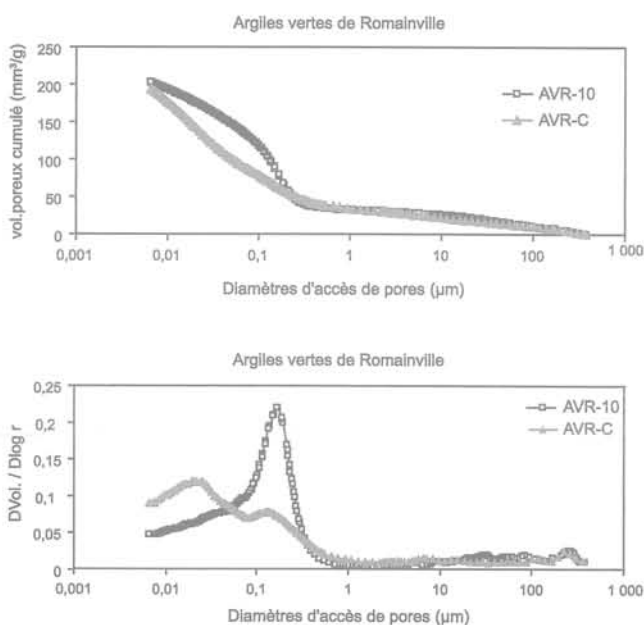 Argiles vertes de Romainville
vol.poreux cumulé (mm³/g)
250
200
150
100
50
0
AVR-10
AVR-C
0,001
0,01
0,1
1
10
100
1 000
Diamètres d'accès de pores (µm)
Argiles vertes de Romainville
DVol. / Dlog r
0,25
0,2
0,15
0,1
0,05
0
AVR-10
AVR-C
0,001
0,01
0,1
1
10
100
1 000
Diamètres d'accès de pores (µm)